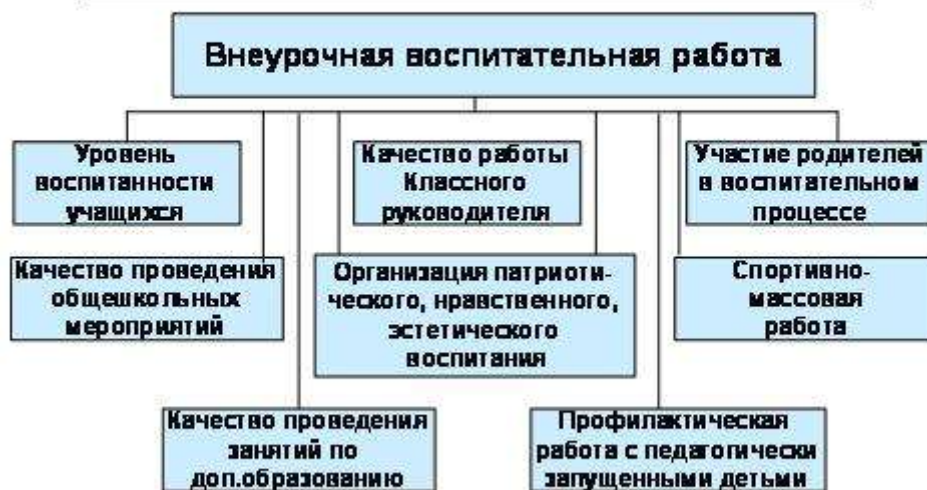 Внеурочная воспитательная работа
Уровень
воспитанности
учащихся
Качество работы
Классного
руководителя
Участие родителей
в воспитательном
процессе
Качество проведения
общешкольных
мероприятий
Организация патриоти-
ческого, нравственного,
эстетического
воспитания
Спортивно-
массовая
работа
Качество проведения
занятий по
доп.образованию
Профилактическая
работа с педагогически
запущенными детьми